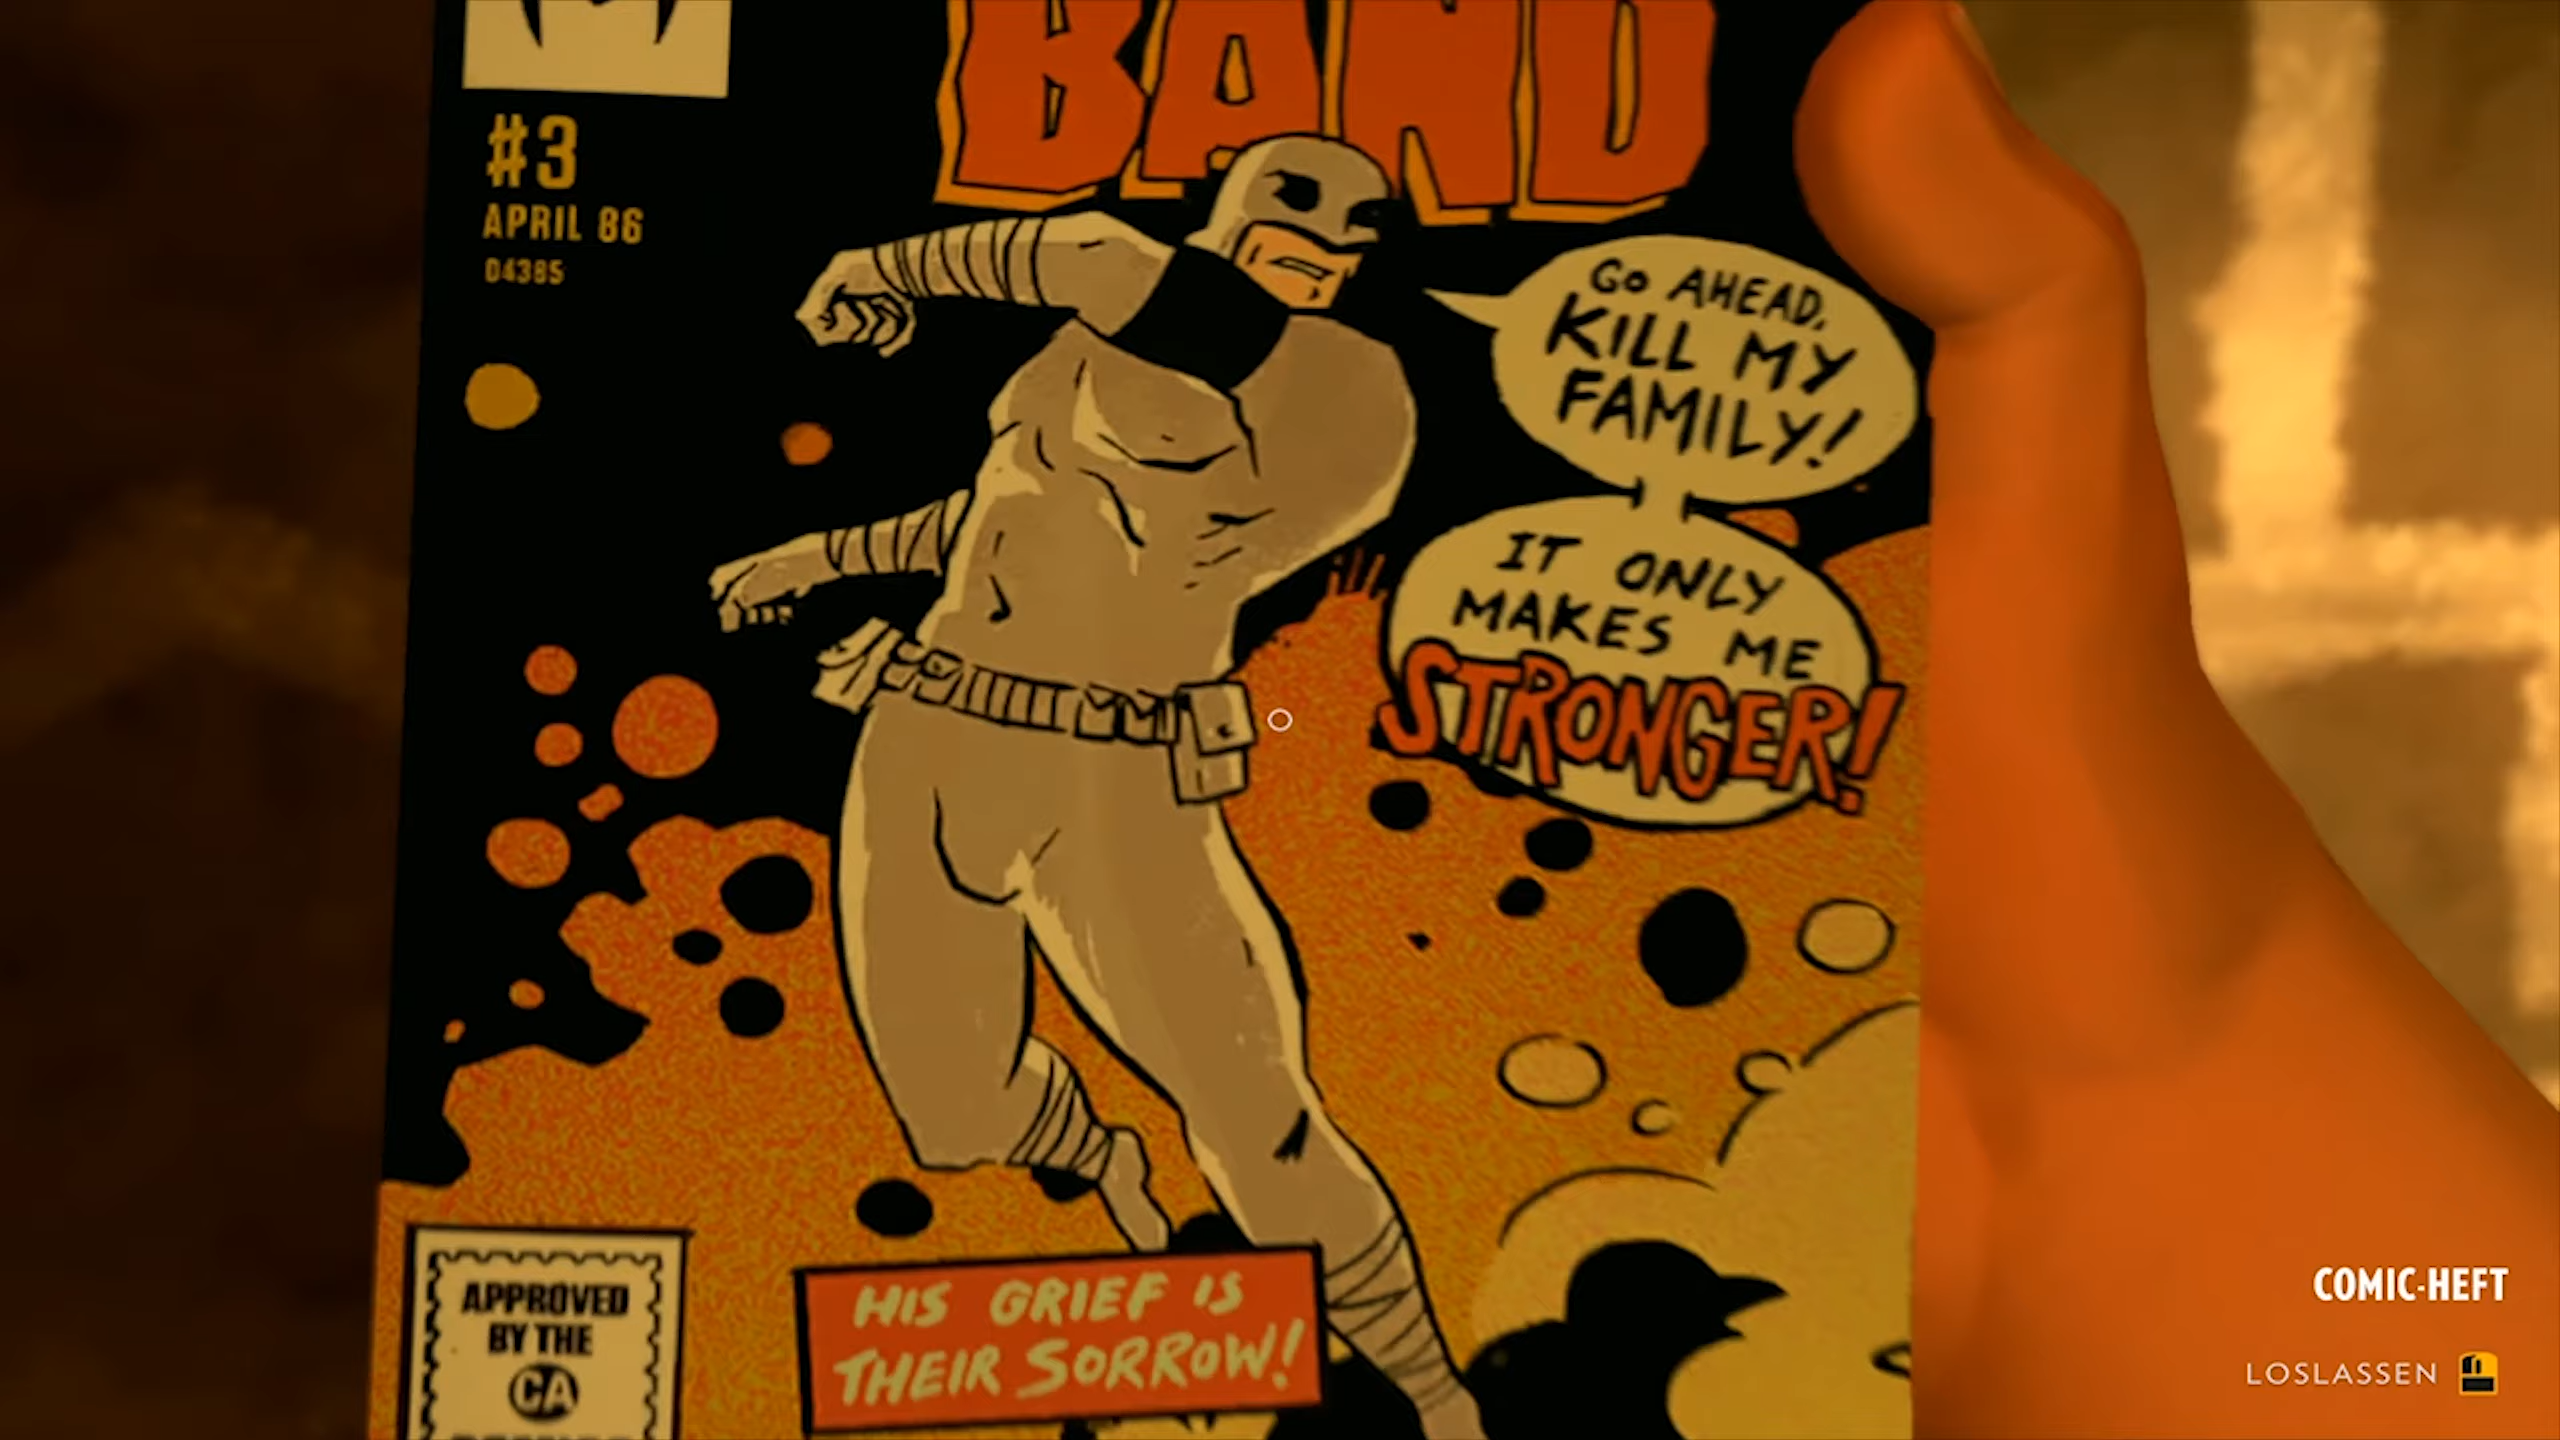 BAND
#3
APRIL 86
D4385
GO AHEAD,
KILL MY
FAMILY!
IT ONLY
MAKES ME
STRONGER!
APPROVED
BY THE
CA
HIS GRIEF IS
THEIR SORROW!
COMIC-HEFT
LOSLASSEN